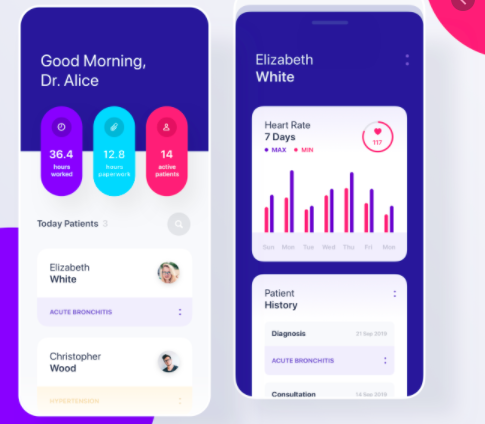 Good Morning,
Dr. Alice
36.4
hours
worked
12.8
hours
paperwork
14
active
patients
Today Patients 3
Elizabeth
White
ACUTE BRONCHITIS
Christopher
Wood
HYPERTENSION
Elizabeth
White
Heart Rate
7 Days
MAX MIN
117
Sun Mon Tue Wed Thu Fri Mon
Patient
History
Diagnosis 21 Sep 2019
ACUTE BRONCHITIS
Consultation 14 Sep 2019